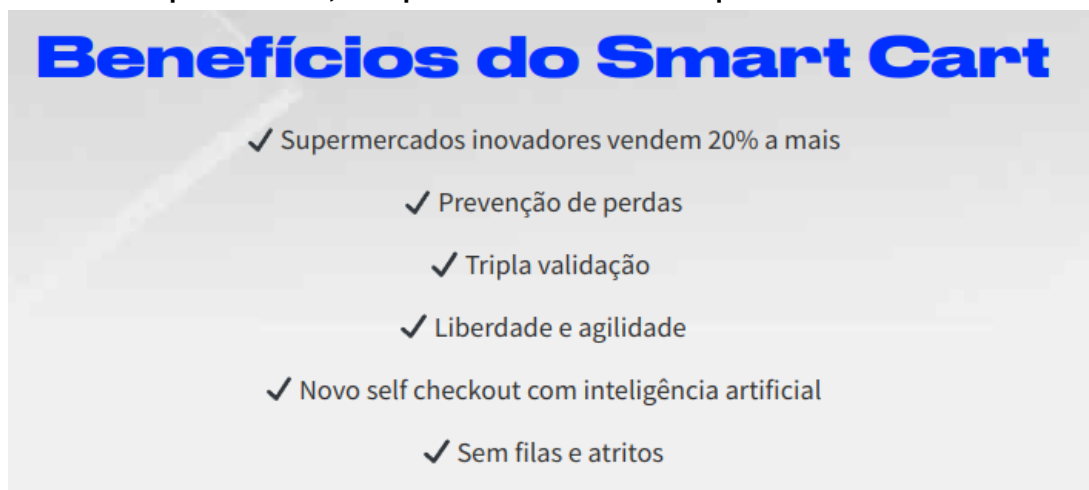 Benefícios do Smart Cart
✓ Supermercados inovadores vendem 20% a mais
✓ Prevenção de perdas
✓ Tripla validação
✓ Liberdade e agilidade
✓ Novo self checkout com inteligência artificial
✓ Sem filas e atritos